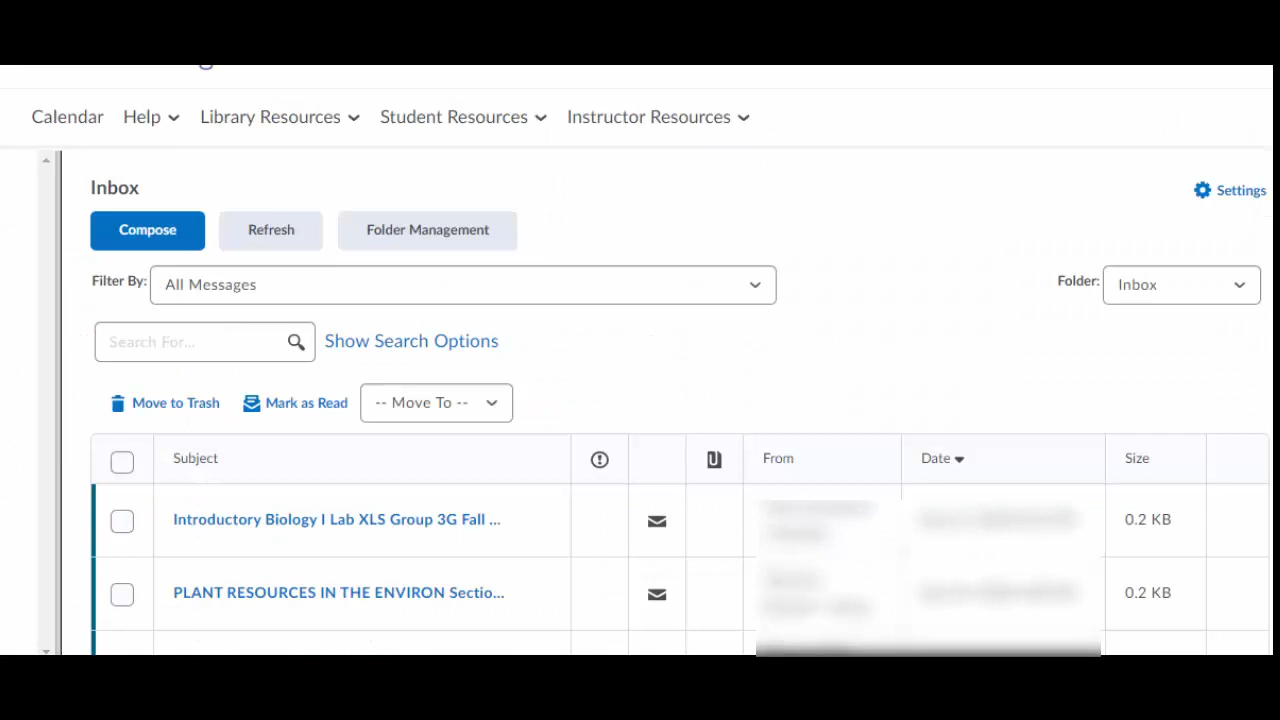 Calendar Help Library Resources Student Resources Instructor Resources
Inbox
Settings
Compose Refresh Folder Management
Filter By: All Messages Folder: Inbox
Search For... Show Search Options
Move to Trash Mark as Read -- Move To --
Subject From Date Size
Introductory Biology I Lab XLS Group 3G Fall ... 0.2 KB
PLANT RESOURCES IN THE ENVIRON Sectio... 0.2 KB